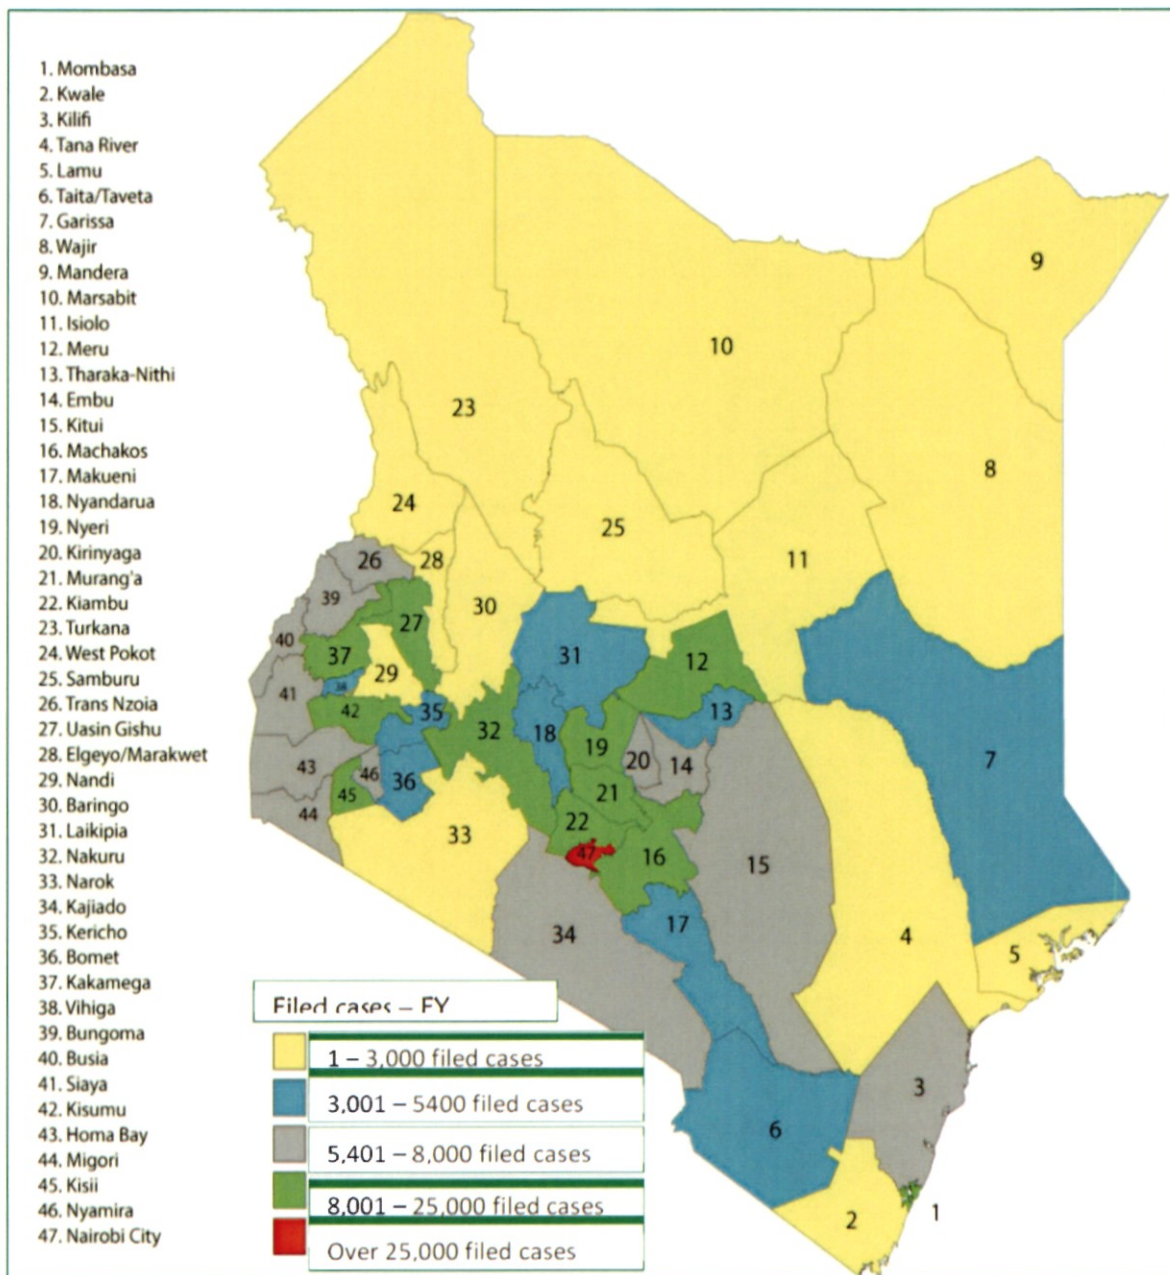 1. Mombasa
2. Kwale
3. Kilifi
4. Tana River
5. Lamu
6. Taita/Taveta
7. Garissa
8. Wajir
9. Mandera
10. Marsabit
11. Isiolo
12. Meru
13. Tharaka-Nithi
14. Embu
15. Kitui
16. Machakos
17. Makueni
18. Nyandarua
19. Nyeri
20. Kirinyaga
21. Murang'a
22. Kiambu
23. Turkana
24. West Pokot
25. Samburu
26. Trans Nzoia
27. Uasin Gishu
28. Elgeyo/Marakwet
29. Nandi
30. Baringo
31. Laikipia
32. Nakuru
33. Narok
34. Kajiado
35. Kericho
36. Bomet
37. Kakamega
38. Vihiga
39. Bungoma
40. Busia
41. Siaya
42. Kisumu
43. Homa Bay
44. Migori
45. Kisii
46. Nyamira
47. Nairobi City
9
10
23
8
24
25
11
28
26
39
30
27
40
37
31
12
29
38
41
42
35
13
32
18
19
7
43
46
36
20
14
45
21
44
22
33
47
16
15
17
34
4
5
3
6
2
1
Filed cases – FY
1 – 3,000 filed cases
3,001 – 5400 filed cases
5,401 – 8,000 filed cases
8,001 – 25,000 filed cases
Over 25,000 filed cases